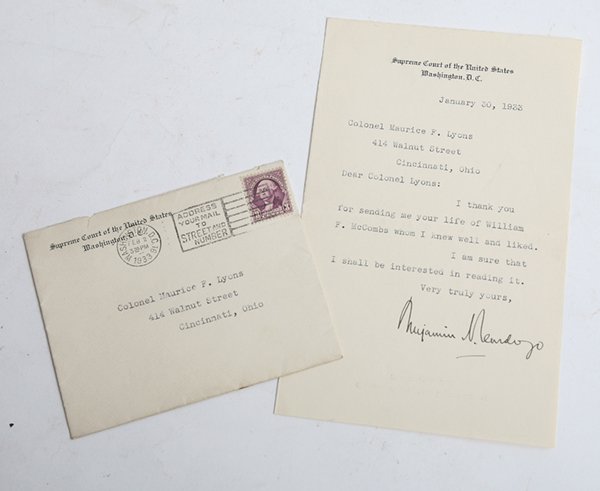 Supreme Court of the United States
Washington, D.C.
January 30, 1933
Colonel Maurice F. Lyons
414 Walnut Street
Cincinnati, Ohio
Dear Colonel Lyons:
I thank you
for sending me your life of William
F. McCombs whom I knew well and liked.
I am sure that
I shall be interested in reading it.
Very truly yours,
Benjamin N. Cardozo
Supreme Court of the United States
Washington, D.C.
WASHINGTON, D.C.
FEB
PM
1933
ADDRESS
YOUR MAIL
TO
STREET AND
NUMBER
Colonel Maurice F. Lyons
414 Walnut Street
Cincinnati, Ohio